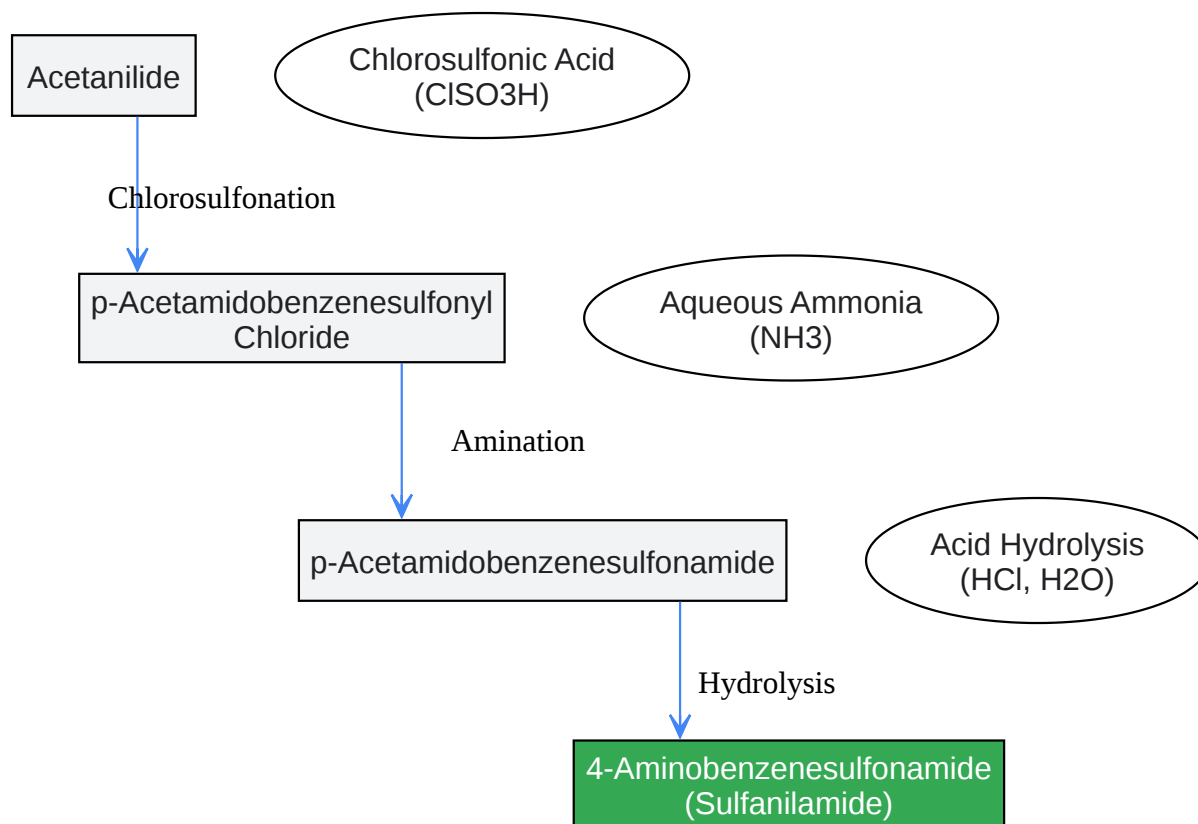 Acetanilide
Chlorosulfonic Acid
(ClSO3H)
Chlorosulfonation
p-Acetamidobenzenesulfonyl
Chloride
Aqueous Ammonia
(NH3)
Amination
p-Acetamidobenzenesulfonamide
Acid Hydrolysis
(HCl, H2O)
Hydrolysis
4-Aminobenzenesulfonamide
(Sulfanilamide)